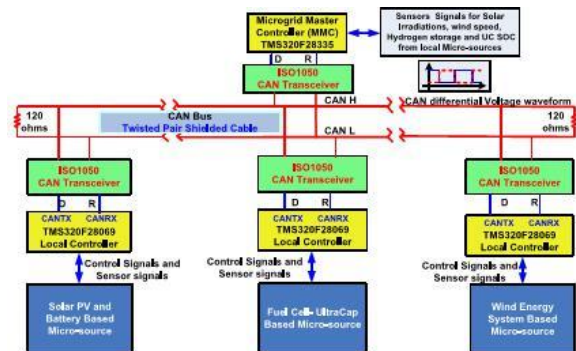 Microgrid Master
Controller (MMC)
TMS320F28335
Sensors Signals for Solar
Irradiations, wind speed,
Hydrogen storage and UC SOC
from local Micro-sources
D R
ISO1050
CAN Transceiver
CAN H
CAN differential Voltage waveform
120
ohms
CAN Bus
Twisted Pair Shielded Cable
CAN L
120
ohms
ISO1050
CAN Transceiver
D R
CANTX CANRX
TMS320F28069
Local Controller
Control Signals and
Sensor signals
Solar PV and
Battery Based
Micro-source
ISO1050
CAN Transceiver
D R
CANTX CANRX
TMS320F28069
Local Controller
Control Signals and
Sensor signals
Fuel Cell- UltraCap
Based Micro-source
ISO1050
CAN Transceiver
D R
CANTX CANRX
TMS320F28069
Local Controller
Control Signals and
Sensor signals
Wind Energy
System Based
Micro-source